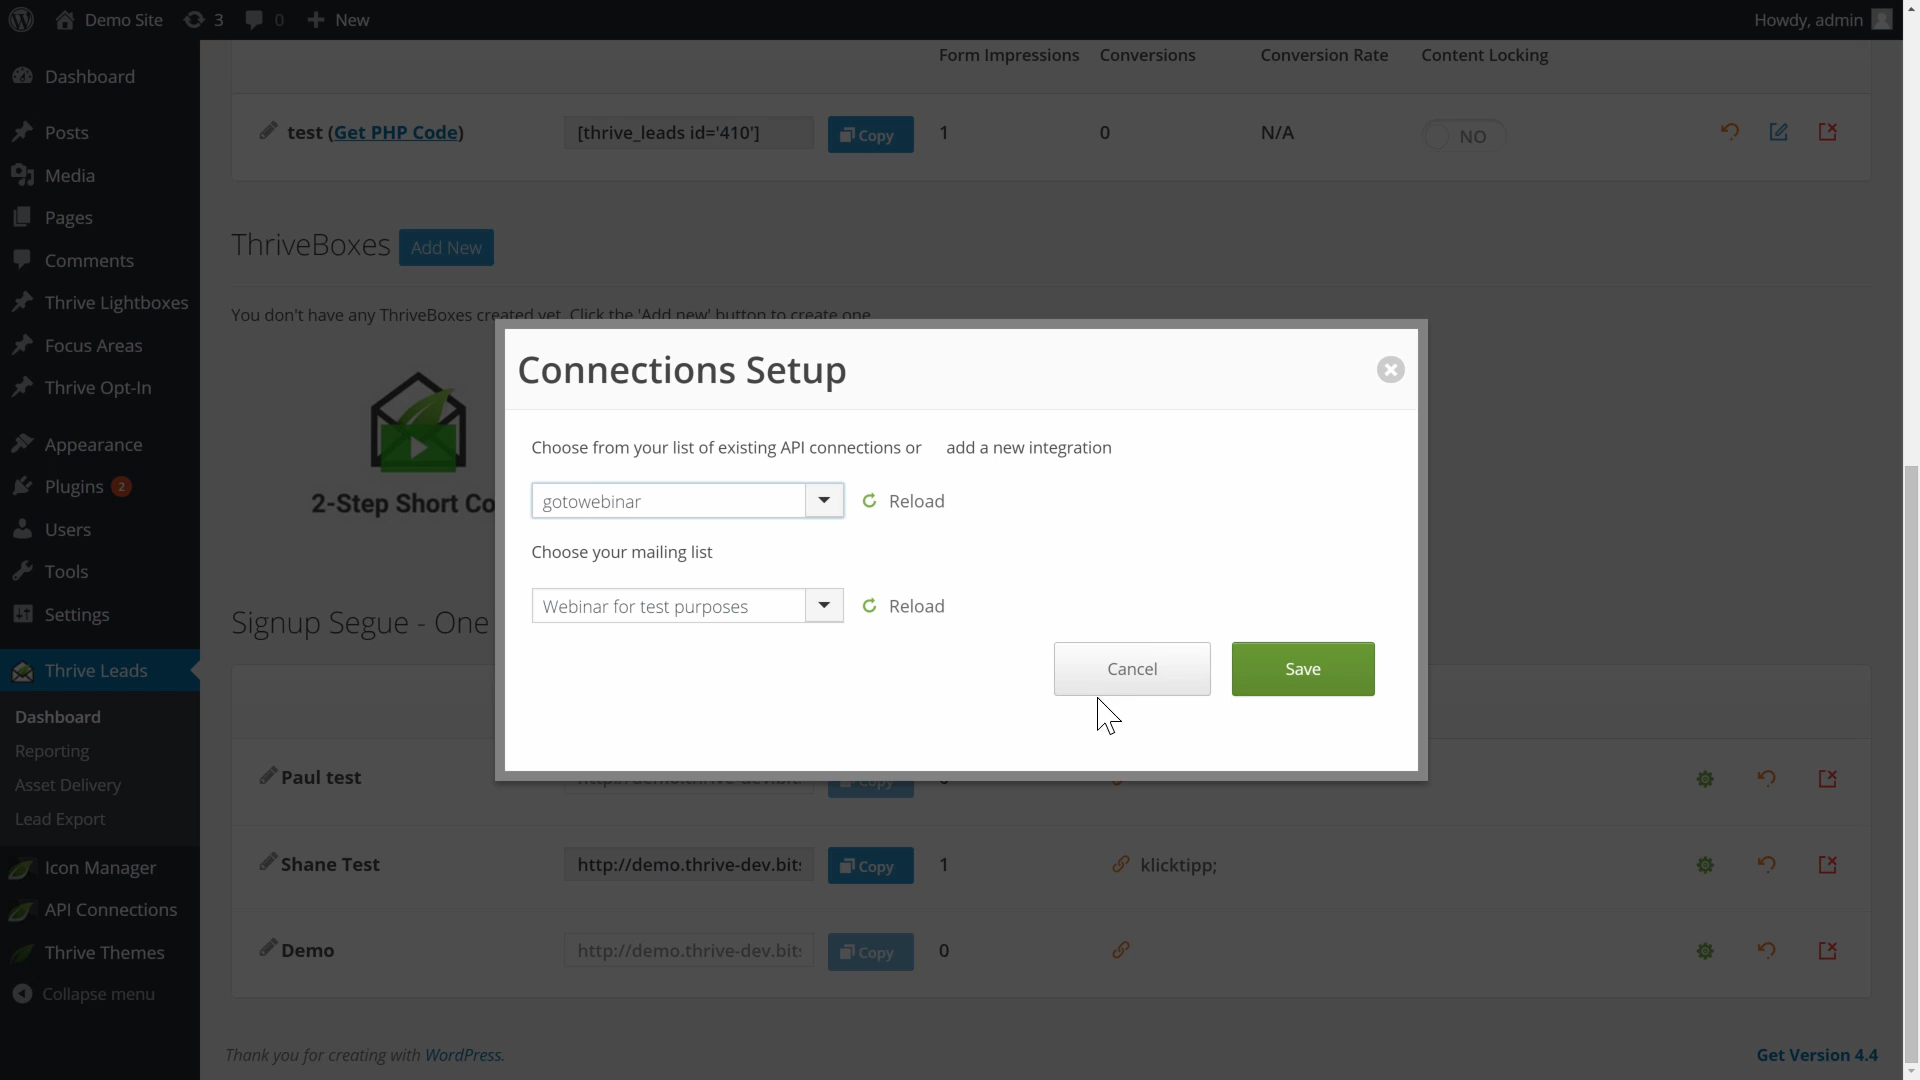 Demo Site 3 0 New Howdy, admin
Form Impressions Conversions Conversion Rate Content Locking
Dashboard
test (Get PHP Code) [thrive_leads id='410'] Copy 1 0 N/A NO
Posts
Media
Pages
ThriveBoxes Add New
Comments
Thrive Lightboxes
You don't have any ThriveBoxes created yet. Click the 'Add new' button to create one
Focus Areas
Thrive Opt-In
Connections Setup
Appearance
Choose from your list of existing API connections or add a new integration
Plugins 2
2-Step Short Co
gotowebinar Reload
Users
Choose your mailing list
Tools
Webinar for test purposes Reload
Settings
Signup Segue - One
Thrive Leads
Cancel Save
Dashboard
Reporting
Asset Delivery
Lead Export
Paul test Copy
Icon Manager
Shane Test http://demo.thrive-dev.bit: Copy 1 klicktipp;
API Connections
Thrive Themes
Demo http://demo.thrive-dev.bit: Copy 0
Collapse menu
Thank you for creating with WordPress. Get Version 4.4